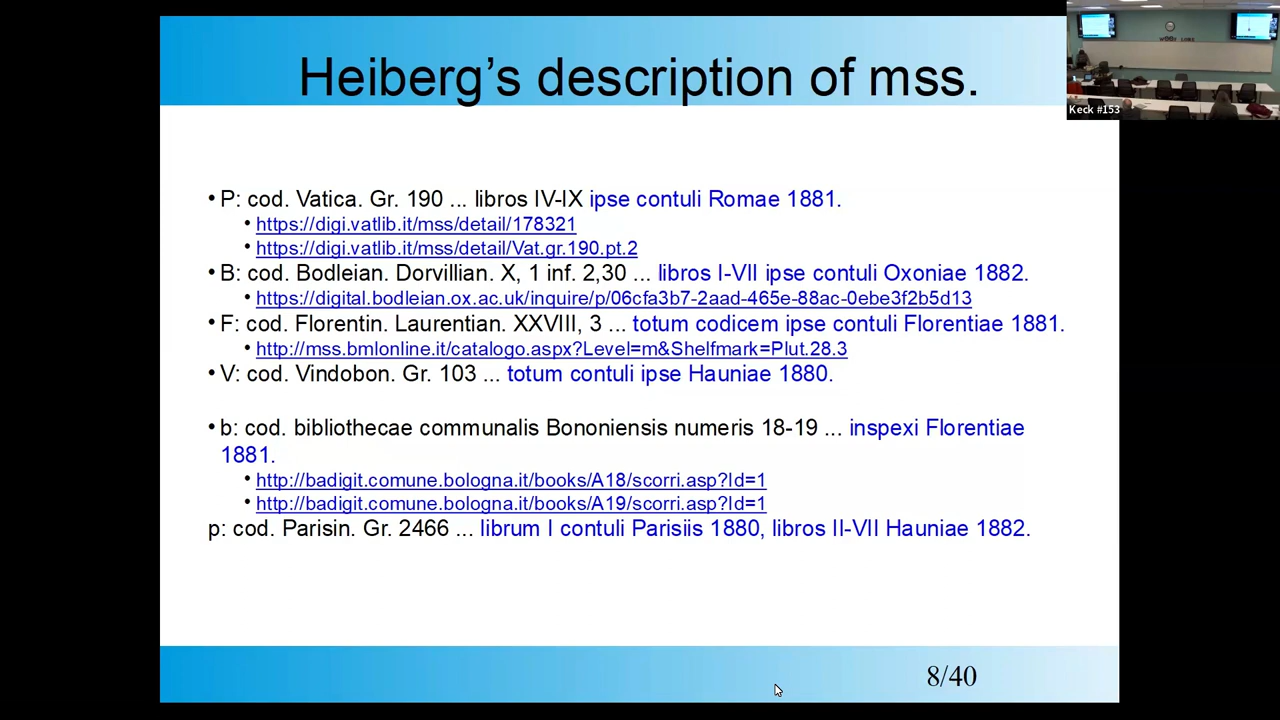 Heiberg’s description of mss.
Keck #153
• P: cod. Vatica. Gr. 190 ... libros IV-IX ipse contuli Romae 1881.
• https://digi.vatlib.it/mss/detail/178321
• https://digi.vatlib.it/mss/detail/Vat.gr.190.pt.2
• B: cod. Bodleian. Dorvillian. X, 1 inf. 2,30 ... libros I-VII ipse contuli Oxoniae 1882.
• https://digital.bodleian.ox.ac.uk/inquire/p/06cfa3b7-2aad-465e-88ac-0ebe3f2b5d13
• F: cod. Florentin. Laurentian. XXVIII, 3 ... totum codicem ipse contuli Florentiae 1881.
• http://mss.bmlonline.it/catalogo.aspx?Level=m&Shelfmark=Plut.28.3
• V: cod. Vindobon. Gr. 103 ... totum contuli ipse Hauniae 1880.
• b: cod. bibliothecae communalis Bononiensis numeris 18-19 ... inspexi Florentiae
1881.
• http://badigit.comune.bologna.it/books/A18/scorri.asp?Id=1
• http://badigit.comune.bologna.it/books/A19/scorri.asp?Id=1
p: cod. Parisin. Gr. 2466 ... librum I contuli Parisiis 1880, libros II-VII Hauniae 1882.
8/40